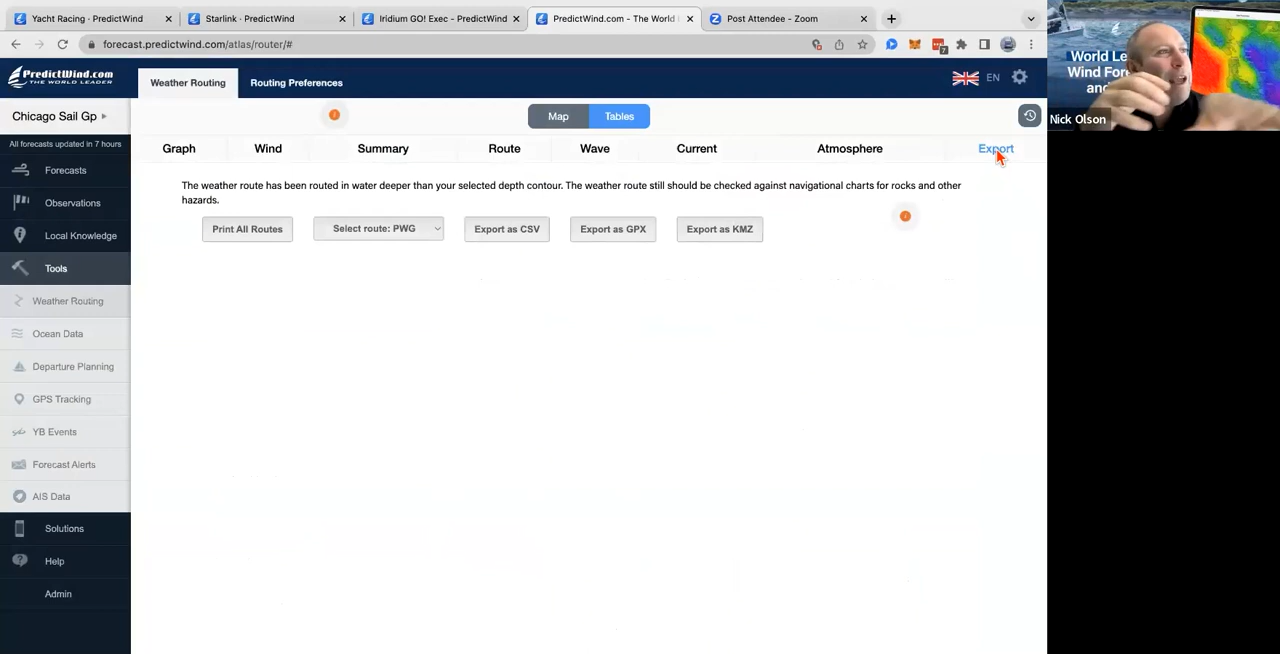 Yacht Racing - PredictWind
Starlink - PredictWind
Iridium GO! Exec - PredictWind
PredictWind.com - The World
Post Attendee - Zoom
forecast.predictwind.com/atlas/router/#
7
PredictWind.com
THE WORLD LEADER
Weather Routing
Routing Preferences
EN
Chicago Sail Gp
Map
Tables
All forecasts updated in 7 hours
Graph
Wind
Summary
Route
Wave
Current
Atmosphere
Export
Forecasts
Observations
Local Knowledge
Tools
Weather Routing
Ocean Data
Departure Planning
GPS Tracking
YB Events
Forecast Alerts
AIS Data
Solutions
Help
Admin
The weather route has been routed in water deeper than your selected depth contour. The weather route still should be checked against navigational charts for rocks and other
hazards.
Print All Routes
Select route: PWG
Export as CSV
Export as GPX
Export as KMZ
World Le
Wind For
an
Nick Olson